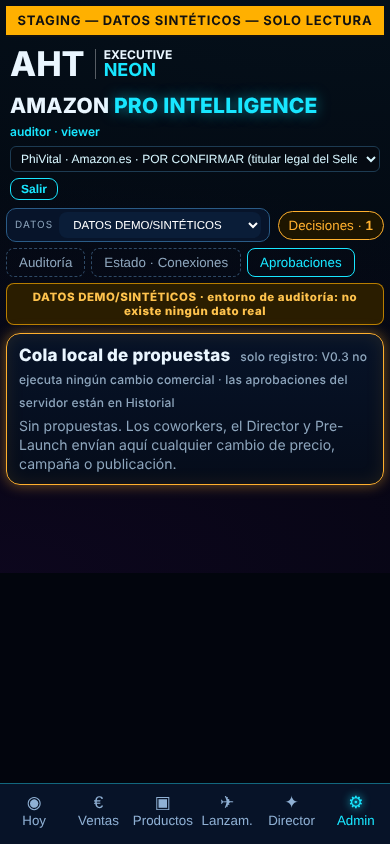 STAGING — DATOS SINTÉTICOS — SOLO LECTURA
AHT
EXECUTIVE
NEON
AMAZON PRO INTELLIGENCE
auditor · viewer
PhiVital · Amazon.es · POR CONFIRMAR (titular legal del Selle
Salir
DATOS DATOS DEMO/SINTÉTICOS
Decisiones · 1
Auditoría Estado · Conexiones Aprobaciones
DATOS DEMO/SINTÉTICOS · entorno de auditoría: no
existe ningún dato real
Cola local de propuestas solo registro: V0.3 no
ejecuta ningún cambio comercial · las aprobaciones del
servidor están en Historial
Sin propuestas. Los coworkers, el Director y Pre-
Launch envían aquí cualquier cambio de precio,
campaña o publicación.
Hoy € Ventas Productos Lanzam. Director Admin